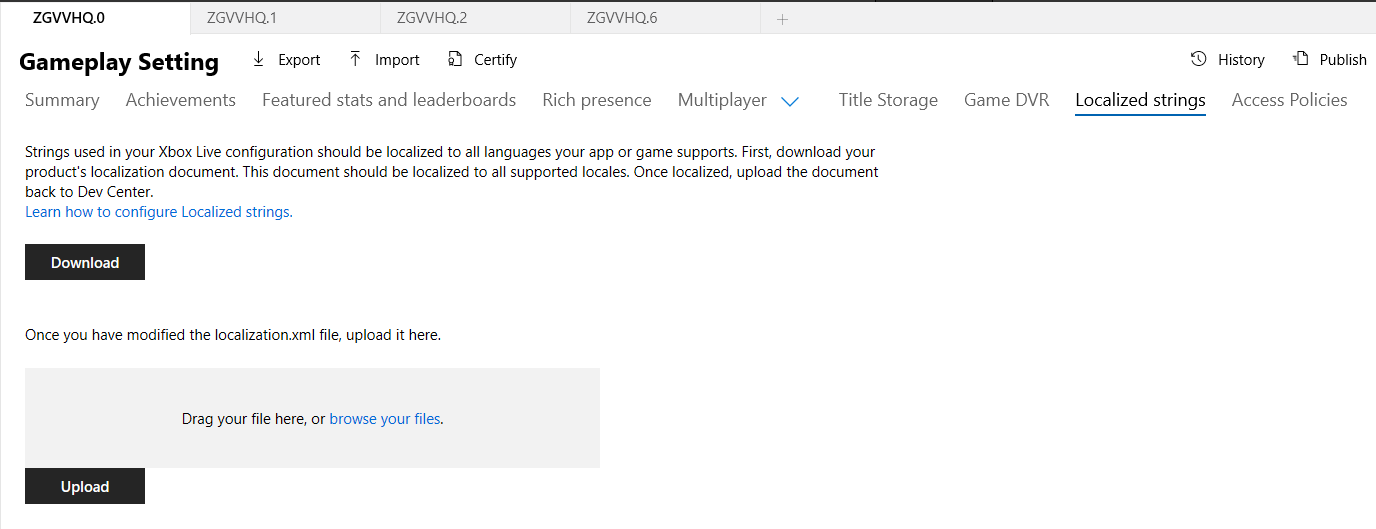 ZGVVHQ.0 ZGVVHQ.1 ZGVVHQ.2 ZGVVHQ.6 +
Gameplay Setting Export Import Certify History Publish
Summary Achievements Featured stats and leaderboards Rich presence Multiplayer Title Storage Game DVR Localized strings Access Policies
Strings used in your Xbox Live configuration should be localized to all languages your app or game supports. First, download your
product's localization document. This document should be localized to all supported locales. Once localized, upload the document
back to Dev Center.
Learn how to configure Localized strings.
Download
Once you have modified the localization.xml file, upload it here.
Drag your file here, or browse your files.
Upload